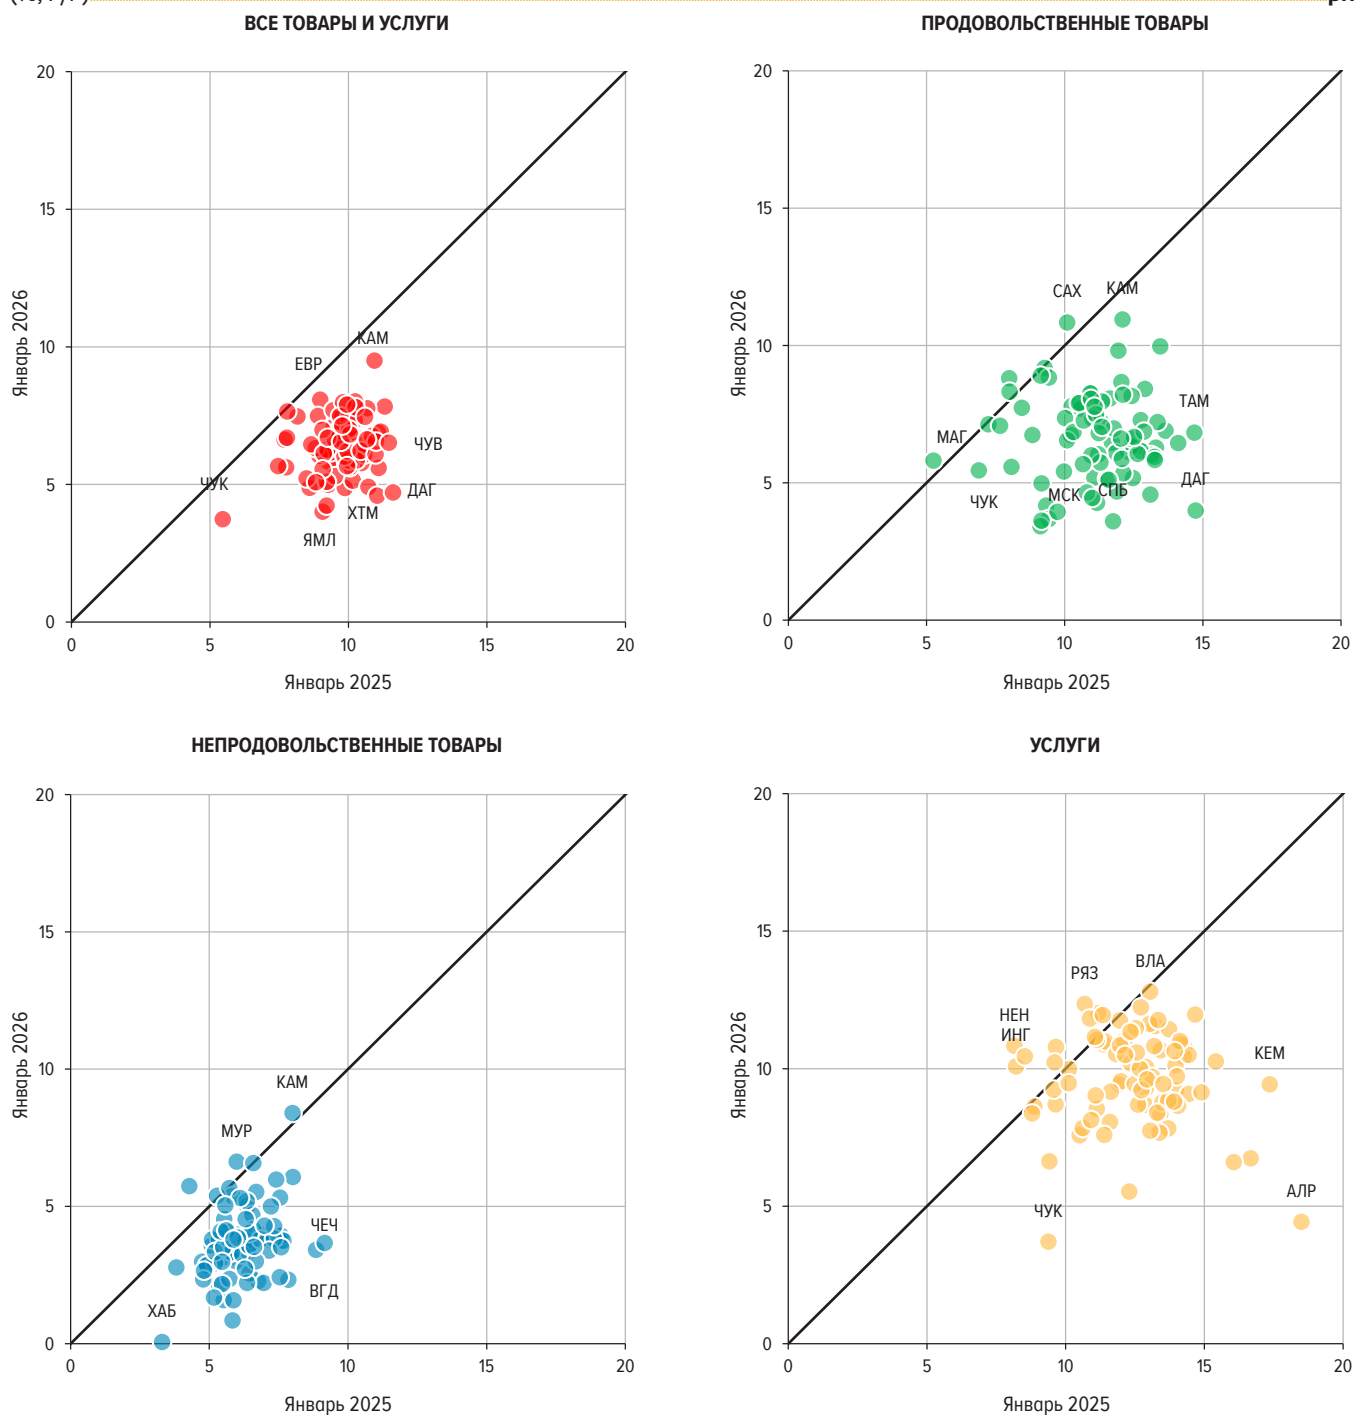 ВСЕ ТОВАРЫ И УСЛУГИ
20
15
10
5
0
0 5 10 15 20
Январь 2026
Январь 2025
КАМ
ЕВР
ЧУВ
ЧУК
ДАГ
ХТМ
ЯМЛ
ПРОДОВОЛЬСТВЕННЫЕ ТОВАРЫ
20
15
10
5
0
0 5 10 15 20
Январь 2026
Январь 2025
САХ КАМ
ТАМ
МАГ
ДАГ
ЧУК МСК СПБ
НЕПРОДОВОЛЬСТВЕННЫЕ ТОВАРЫ
20
15
10
5
0
0 5 10 15 20
Январь 2026
Январь 2025
КАМ
МУР
ЧЕЧ
ВГД
ХАБ
УСЛУГИ
20
15
10
5
0
0 5 10 15 20
Январь 2026
Январь 2025
ВЛА
РЯЗ
НЕН
ИНГ
КЕМ
АЛР
ЧУК